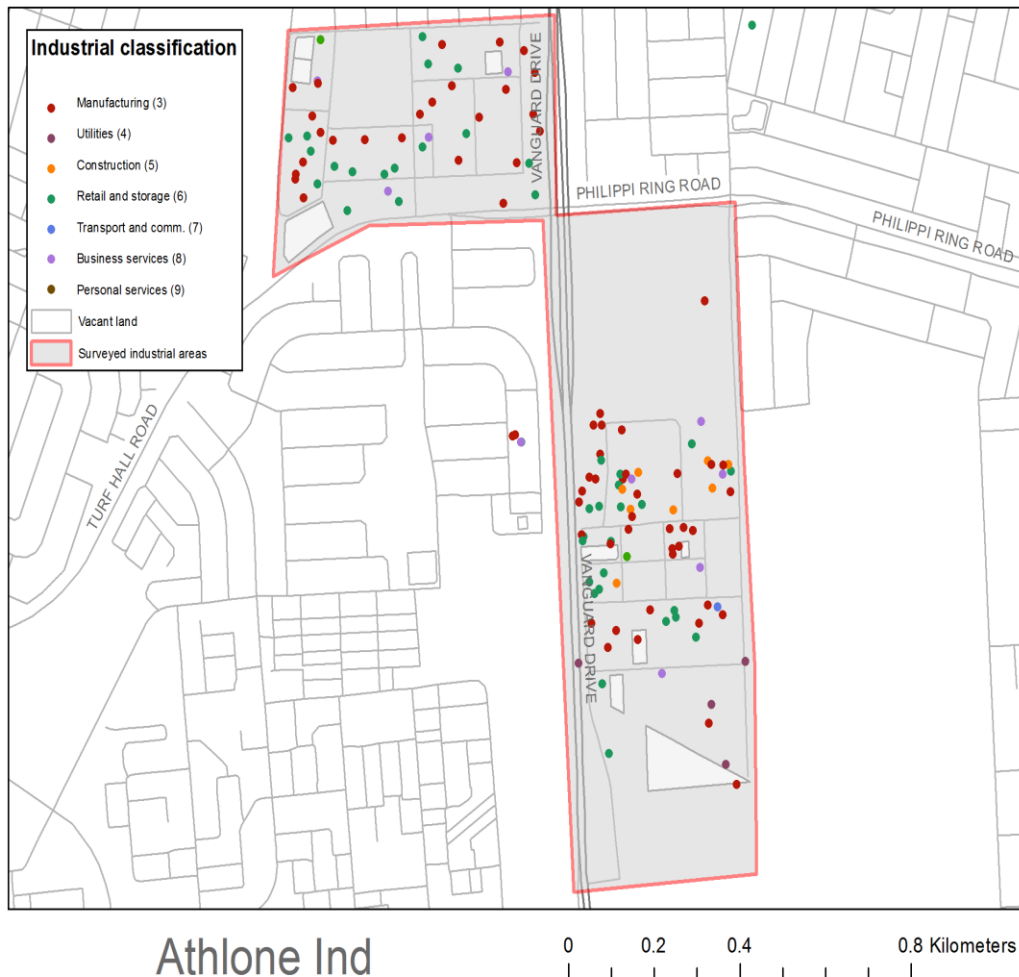 Industrial classification
Manufacturing (3)
Utilities (4)
Construction (5)
Retail and storage (6)
Transport and comm. (7)
Business services (8)
Personal services (9)
Vacant land
Surveyed industrial areas
VANGUARD DRIVE
PHILIPPI RING ROAD
PHILIPPI RING ROAD
TURF HALL ROAD
VANGUARD DRIVE
Athlone Ind
0 0.2 0.4 0.8 Kilometers